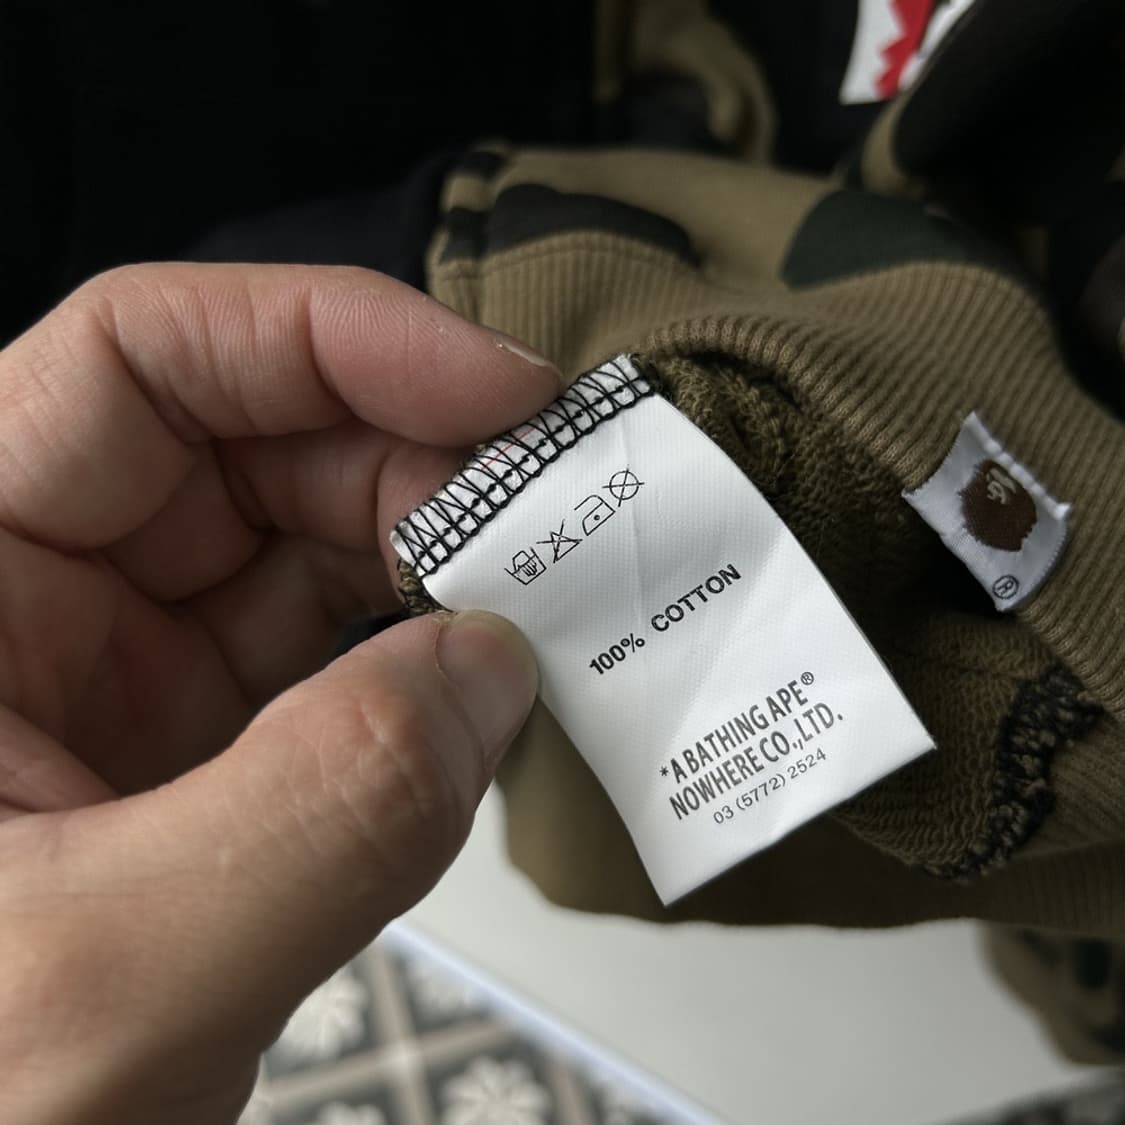 100% COTTON
*A BATHING APE®
NOWHERE CO.,LTD.
03 (5772) 2524
®